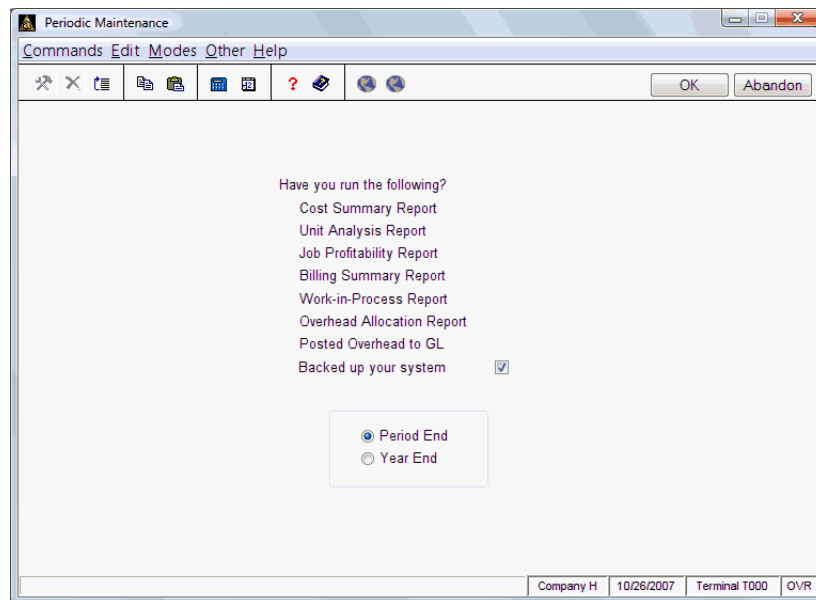 Periodic Maintenance
Commands Edit Modes Other Help
OK Abandon
Have you run the following?
Cost Summary Report
Unit Analysis Report
Job Profitability Report
Billing Summary Report
Work-in-Process Report
Overhead Allocation Report
Posted Overhead to GL
Backed up your system
Period End
Year End
Company H 10/26/2007 Terminal T000 OVR